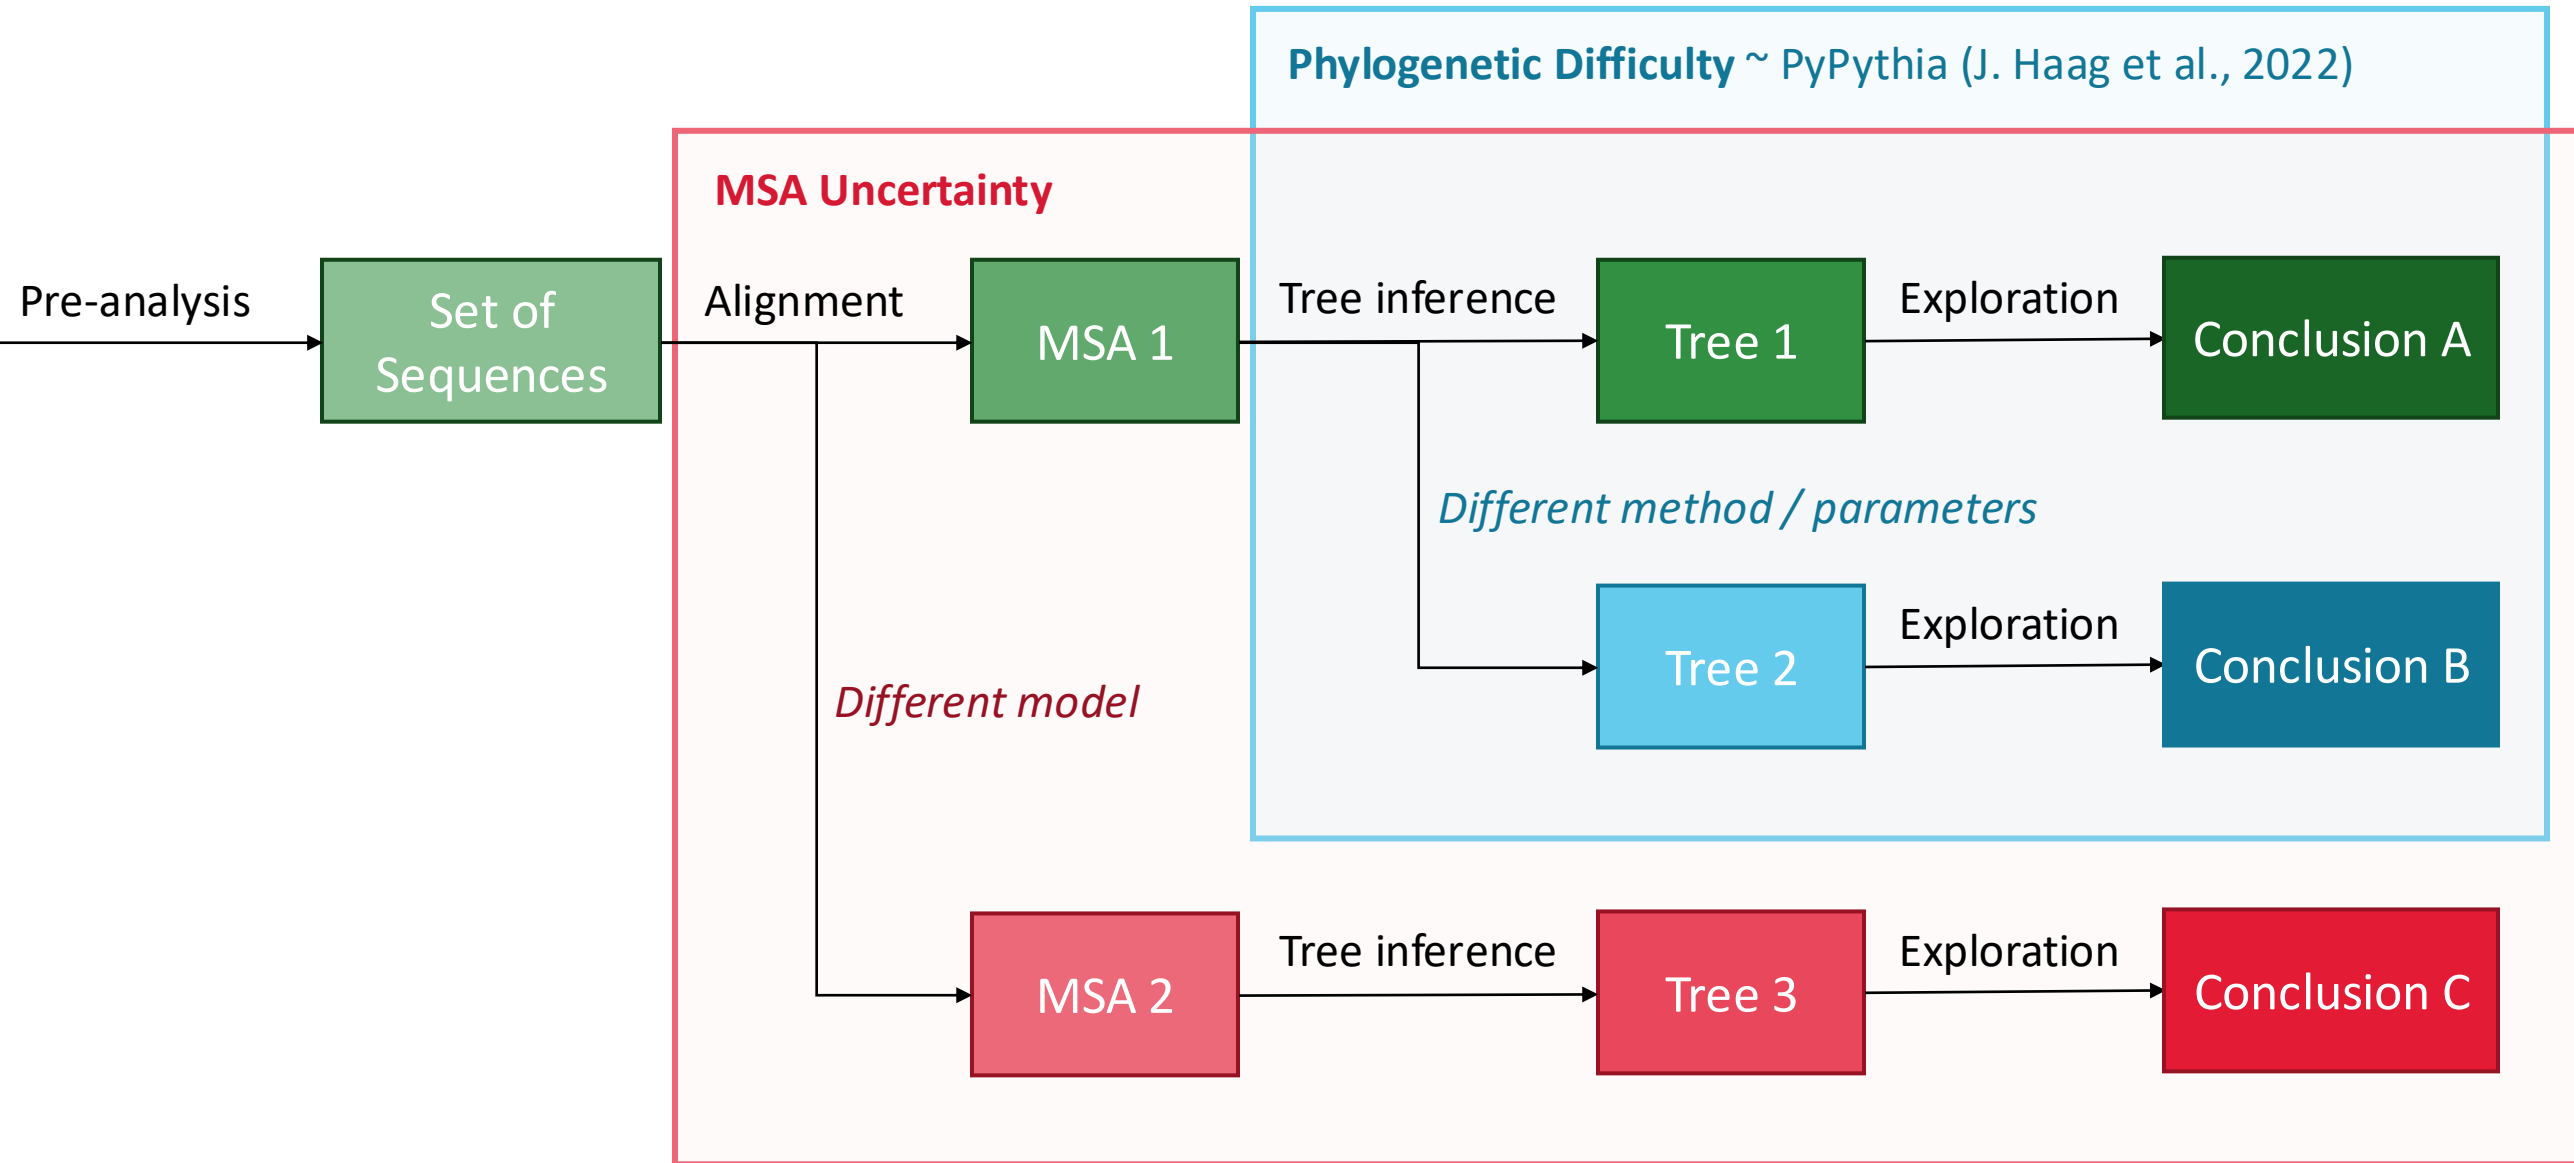 Phylogenetic Difficulty ~ PyPythia (J. Haag et al., 2022)
MSA Uncertainty
Pre-analysis
Set of
Sequences
Alignment
MSA 1
Tree inference
Tree 1
Exploration
Conclusion A
Different method / parameters
Tree 2
Exploration
Conclusion B
Different model
MSA 2
Tree inference
Tree 3
Exploration
Conclusion C